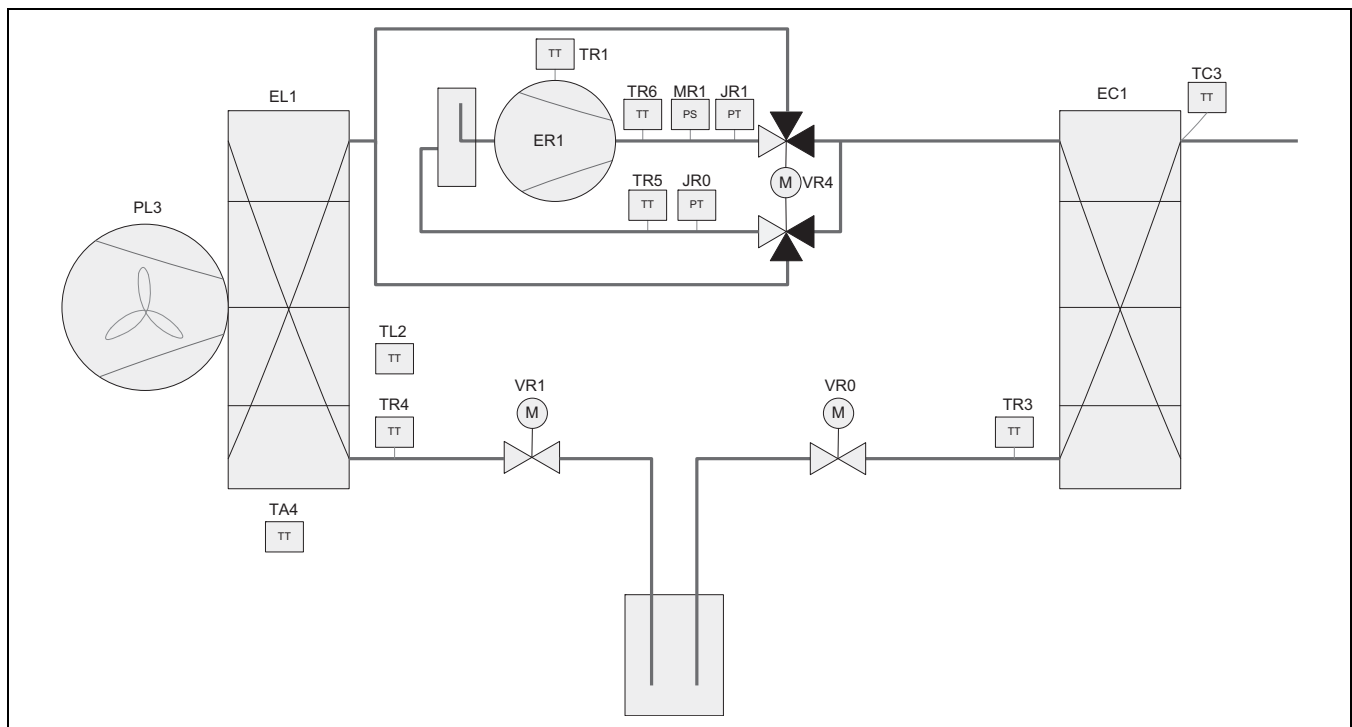 TT TR1
TC3
TT
EL1
TR6 MR1 JR1
TT PS PT
EC1
ER1
TR5 JR0
TT PT
M VR4
PL3
TL2
TT
VR1
M
VR0
M
TR4
TT
TR3
TT
TA4
TT